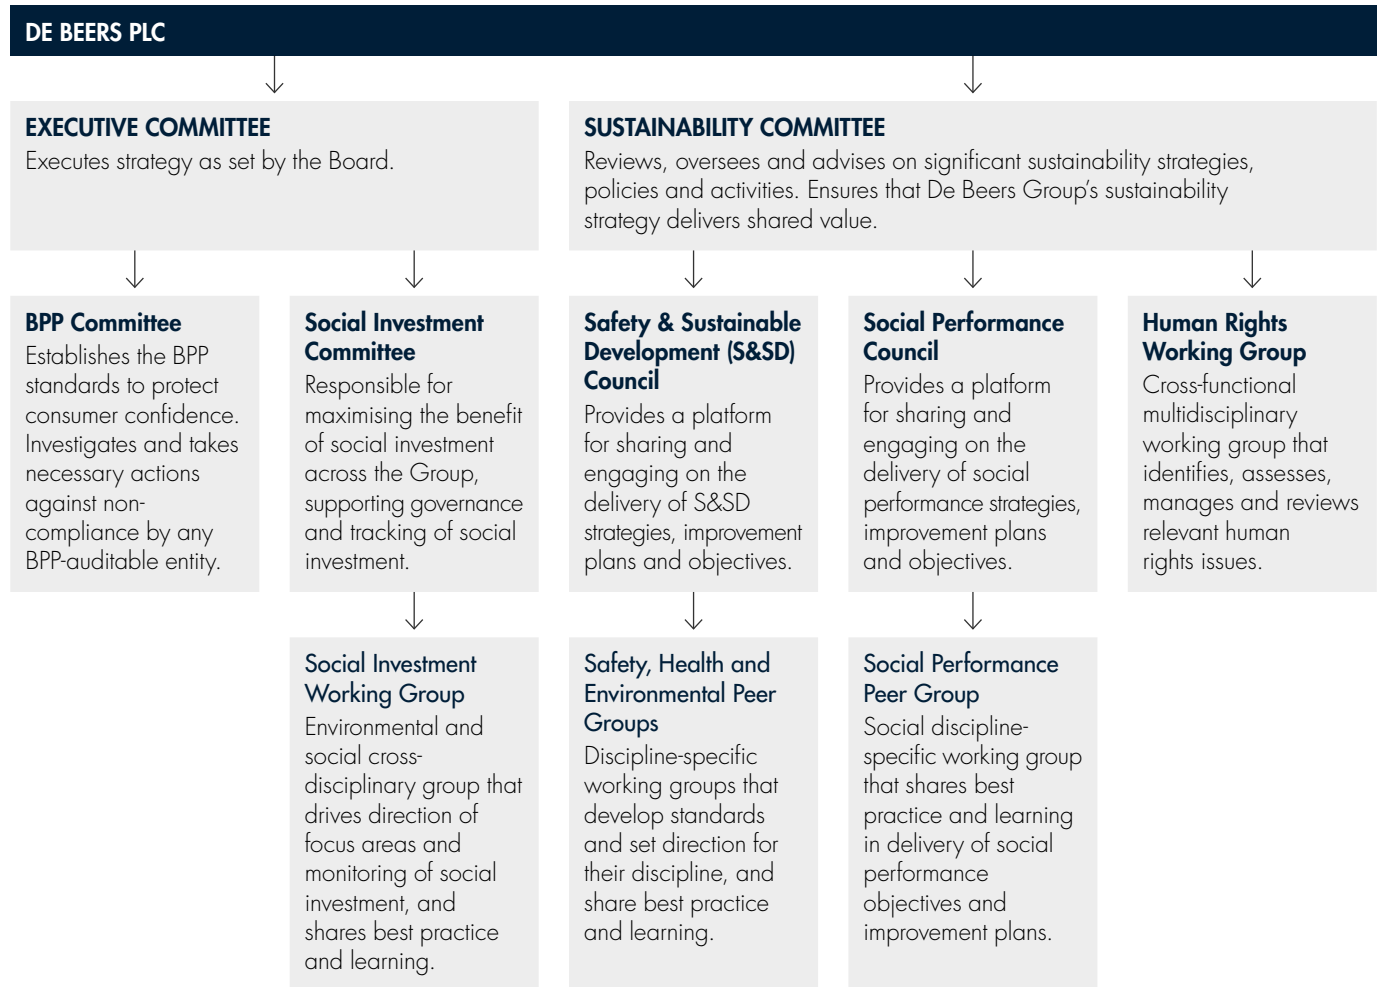 DE BEERS PLC
EXECUTIVE COMMITTEE
Executes strategy as set by the Board.
SUSTAINABILITY COMMITTEE
Reviews, oversees and advises on significant sustainability strategies,
policies and activities. Ensures that De Beers Group’s sustainability
strategy delivers shared value.
BPP Committee
Establishes the BPP
standards to protect
consumer confidence.
Investigates and takes
necessary actions
against non-
compliance by any
BPP-auditable entity.
Social Investment
Committee
Responsible for
maximising the benefit
of social investment
across the Group,
supporting governance
and tracking of social
investment.
Safety & Sustainable
Development (S&SD)
Council
Provides a platform
for sharing and
engaging on the
delivery of S&SD
strategies, improvement
plans and objectives.
Social Performance
Council
Provides a platform
for sharing and
engaging on the
delivery of social
performance strategies,
improvement plans
and objectives.
Human Rights
Working Group
Cross-functional
multidisciplinary
working group that
identifies, assesses,
manages and reviews
relevant human
rights issues.
Social Investment
Working Group
Environmental and
social cross-
disciplinary group that
drives direction of
focus areas and
monitoring of social
investment, and
shares best practice
and learning.
Safety, Health and
Environmental Peer
Groups
Discipline-specific
working groups that
develop standards
and set direction for
their discipline, and
share best practice
and learning.
Social Performance
Peer Group
Social discipline-
specific working group
that shares best
practice and learning
in delivery of social
performance
objectives and
improvement plans.